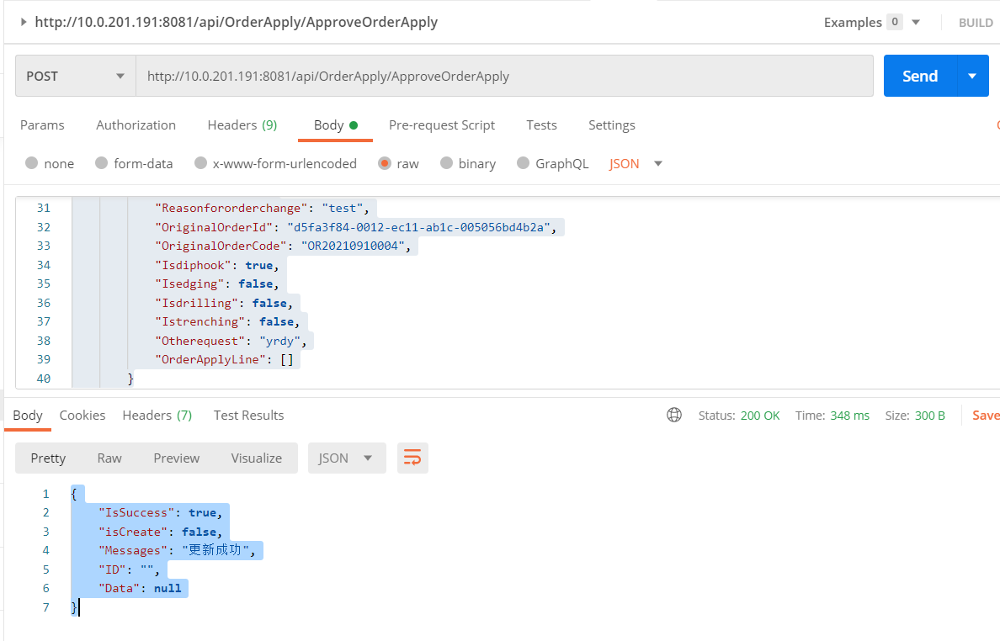 http://10.0.201.191:8081/api/OrderApply/ApproveOrderApply Examples 0 BUILD
POST http://10.0.201.191:8081/api/OrderApply/ApproveOrderApply Send
Params Authorization Headers (9) Body Pre-request Script Tests Settings
none form-data x-www-form-urlencoded raw binary GraphQL JSON
31 "Reasonfororderchange": "test",
32 "OriginalOrderId": "d5fa3f84-0012-ec11-ab1c-005056bd4b2a",
33 "OriginalOrderCode": "OR20210910004",
34 "Isdiphook": true,
35 "Isedging": false,
36 "Isdrilling": false,
37 "Istrenching": false,
38 "Otherequest": "yrdy",
39 "OrderApplyLine": []
40 }
Body Cookies Headers (7) Test Results Status: 200 OK Time: 348 ms Size: 300 B Save
Pretty Raw Preview Visualize JSON
1 {
2 "IsSuccess": true,
3 "isCreate": false,
4 "Messages": "更新成功",
5 "ID": "",
6 "Data": null
7 }